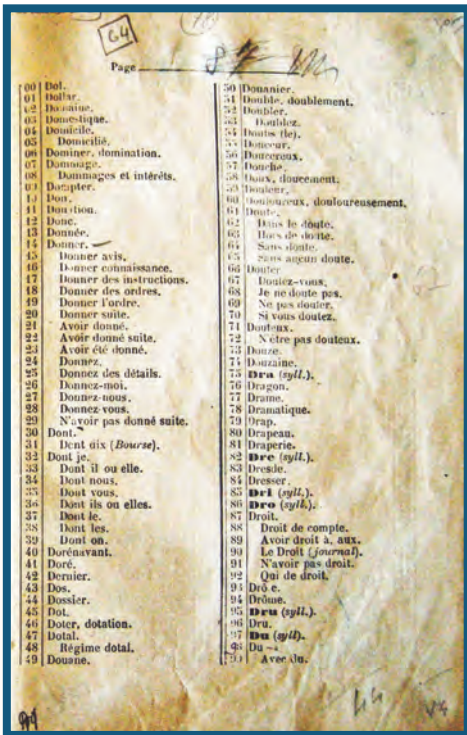 64
Page 87
00 Dol.
01 Dollar.
02 Domaine.
03 Domestique.
04 Domicile.
05 Domicilié.
06 Dominer, domination.
07 Dommage.
08 Dommages et intérêts.
09 Dompter.
10 Don.
11 Donation.
12 Donc.
13 Donnée.
14 Donner.
15 Donner avis.
16 Donner connaissance.
17 Donner des instructions.
18 Donner des ordres.
19 Donner l'ordre.
20 Donner suite.
21 Avoir donné.
22 Avoir donné suite.
23 Avoir été donné.
24 Donnez.
25 Donnez des détails.
26 Donnez-moi.
27 Donnez-nous.
28 Donnez-vous.
29 N'avoir pas donné suite.
30 Dont.
31 Dont dix (Bourse).
32 Dont je.
33 Dont il ou elle.
34 Dont nous.
35 Dont vous.
36 Dont ils ou elles.
37 Dont le.
38 Dont les.
39 Dont on.
40 Dorénavant.
41 Doré.
42 Dernier.
43 Dos.
44 Dossier.
45 Dot.
46 Doter, dotation.
47 Dotal.
48 Régime dotal.
49 Douane.
50 Douanier.
51 Double, doublement.
52 Doubler.
53 Doublez.
54 Doubs (le).
55 Douceur.
56 Doucereux.
57 Douche.
58 Doux, doucement.
59 Douleur.
60 Douloureux, douloureusement.
61 Doute.
62 Dans le doute.
63 Hors de doute.
64 Sans doute.
65 Sans aucun doute.
66 Douter
67 Doutez-vous.
68 Je ne doute pas.
69 Ne pas douter.
70 Si vous doutez.
71 Douteux.
72 N'être pas douteux.
73 Douze.
74 Douzaine.
75 Dra (syll.).
76 Dragon.
77 Drame.
78 Dramatique.
79 Drap.
80 Drapeau.
81 Draperie.
82 Dre (syll.).
83 Dresde.
84 Dresser.
85 Dri (syll.).
86 Dro (syll.).
87 Droit.
88 Droit de compte.
89 Avoir droit à, aux.
90 Le Droit (journal).
91 N'avoir pas droit.
92 Qui de droit.
93 Drôle.
94 Drôme.
95 Dru (syll.).
96 Dru.
97 Du (syll).
98 Du
99 Avec du.
44